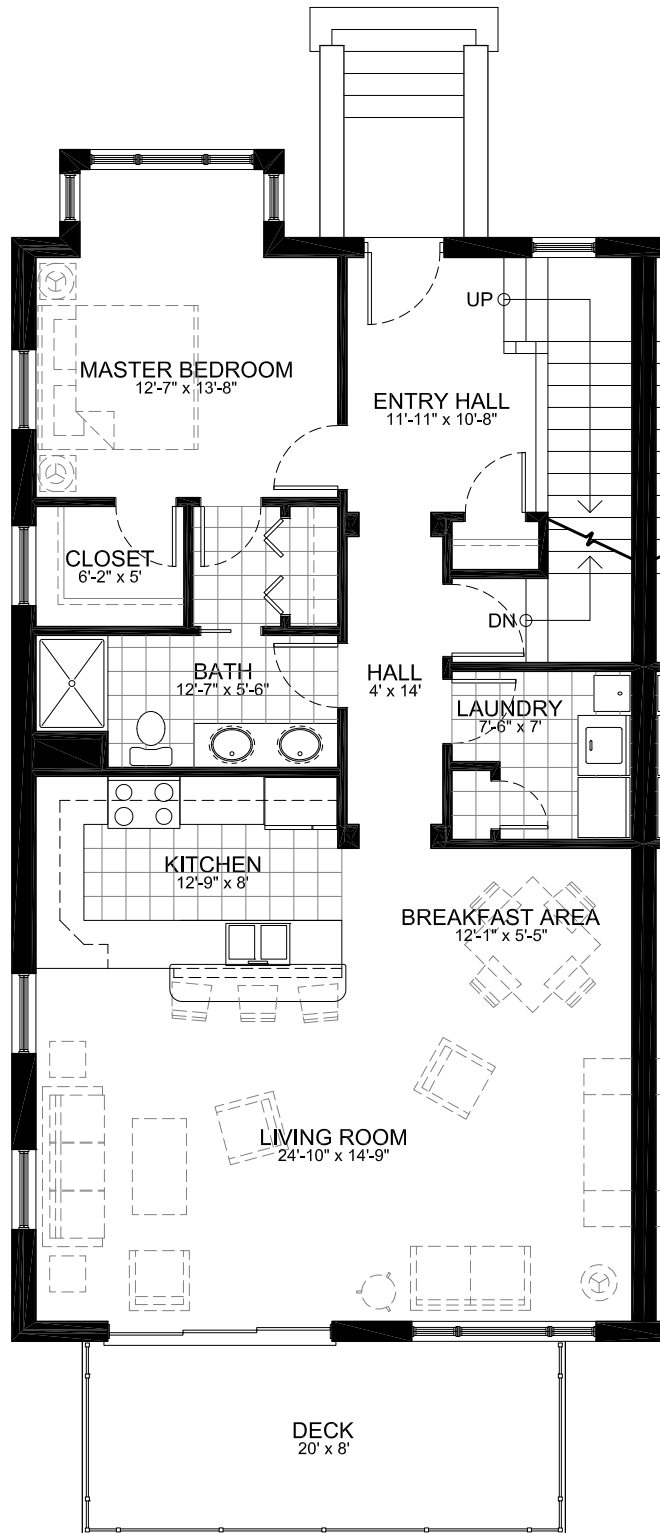 UP
MASTER BEDROOM
12'-7" x 13'-8"
ENTRY HALL
11'-11" x 10'-8"
CLOSET
6'-2" x 5'
DN
BATH
12'-7" x 5'-6"
HALL
4' x 14'
LAUNDRY
7'-6" x 7'
KITCHEN
12'-9" x 8'
BREAKFAST AREA
12'-1" x 5'-5"
LIVING ROOM
24'-10" x 14'-9"
DECK
20' x 8'